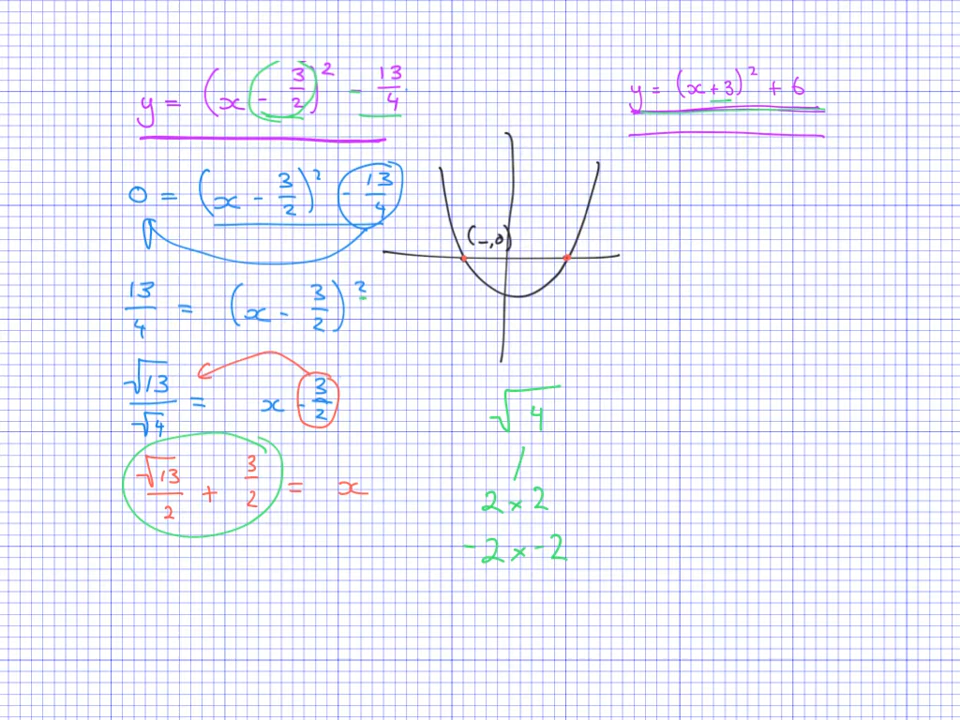 y = (x - 3/2)² - 13/4
y = (x + 3)² + 6
0 = (x - 3/2)² - 13/4
(-,0)
13/4 = (x - 3/2)²
√13/√4 = x - 3/2
√13/2 + 3/2 = x
√4
2 × 2
-2 × -2